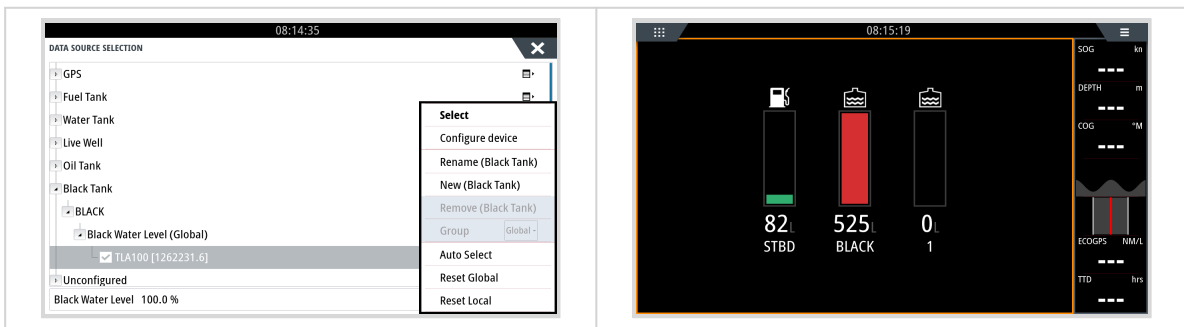 08:14:35
DATA SOURCE SELECTION
GPS
Fuel Tank
Water Tank
Live Well
Oil Tank
Black Tank
BLACK
Black Water Level (Global)
TLA100 [1262231.6]
Unconfigured
Black Water Level 100.0 %
Select
Configure device
Rename (Black Tank)
New (Black Tank)
Remove (Black Tank)
Group Global
Auto Select
Reset Global
Reset Local
08:15:19
82L 525L 0L
STBD BLACK 1
SOG kn
---
DEPTH m
---
COG °M
---
ECOGPS NM/L
---
TTD hrs
---